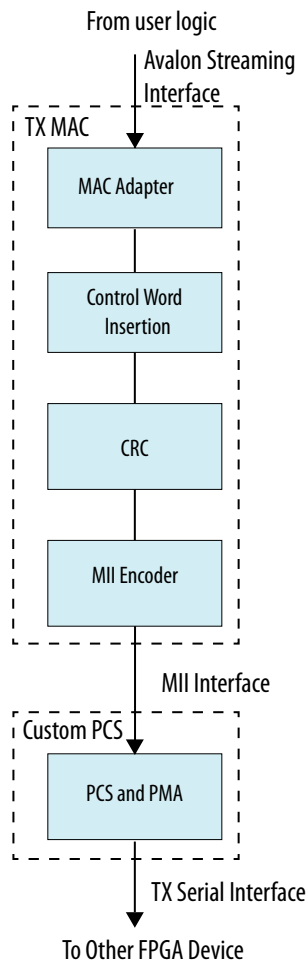 From user logic
Avalon Streaming
Interface
TX MAC
MAC Adapter
Control Word
Insertion
CRC
MII Encoder
MII Interface
Custom PCS
PCS and PMA
TX Serial Interface
To Other FPGA Device